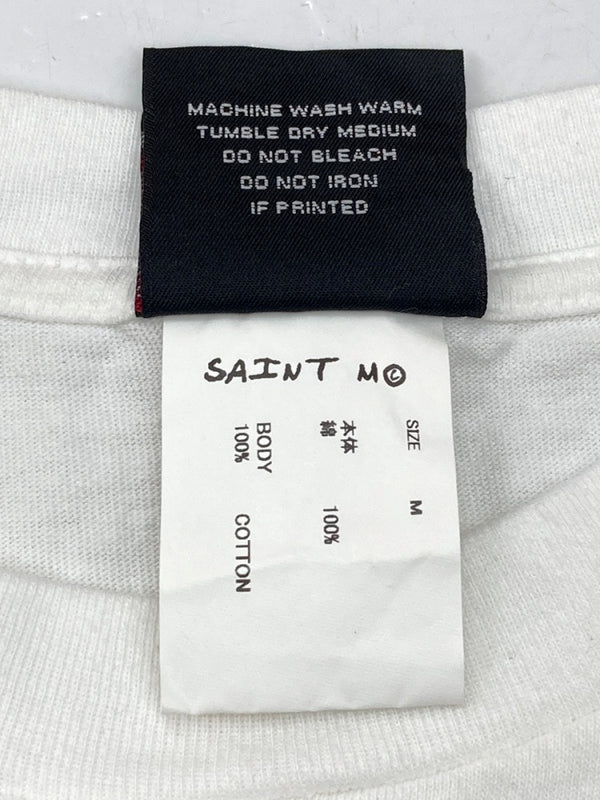 MACHINE WASH WARM
TUMBLE DRY MEDIUM
DO NOT BLEACH
DO NOT IRON
IF PRINTED
SAINT M©
SIZE M
本体
綿 100%
BODY
100% COTTON